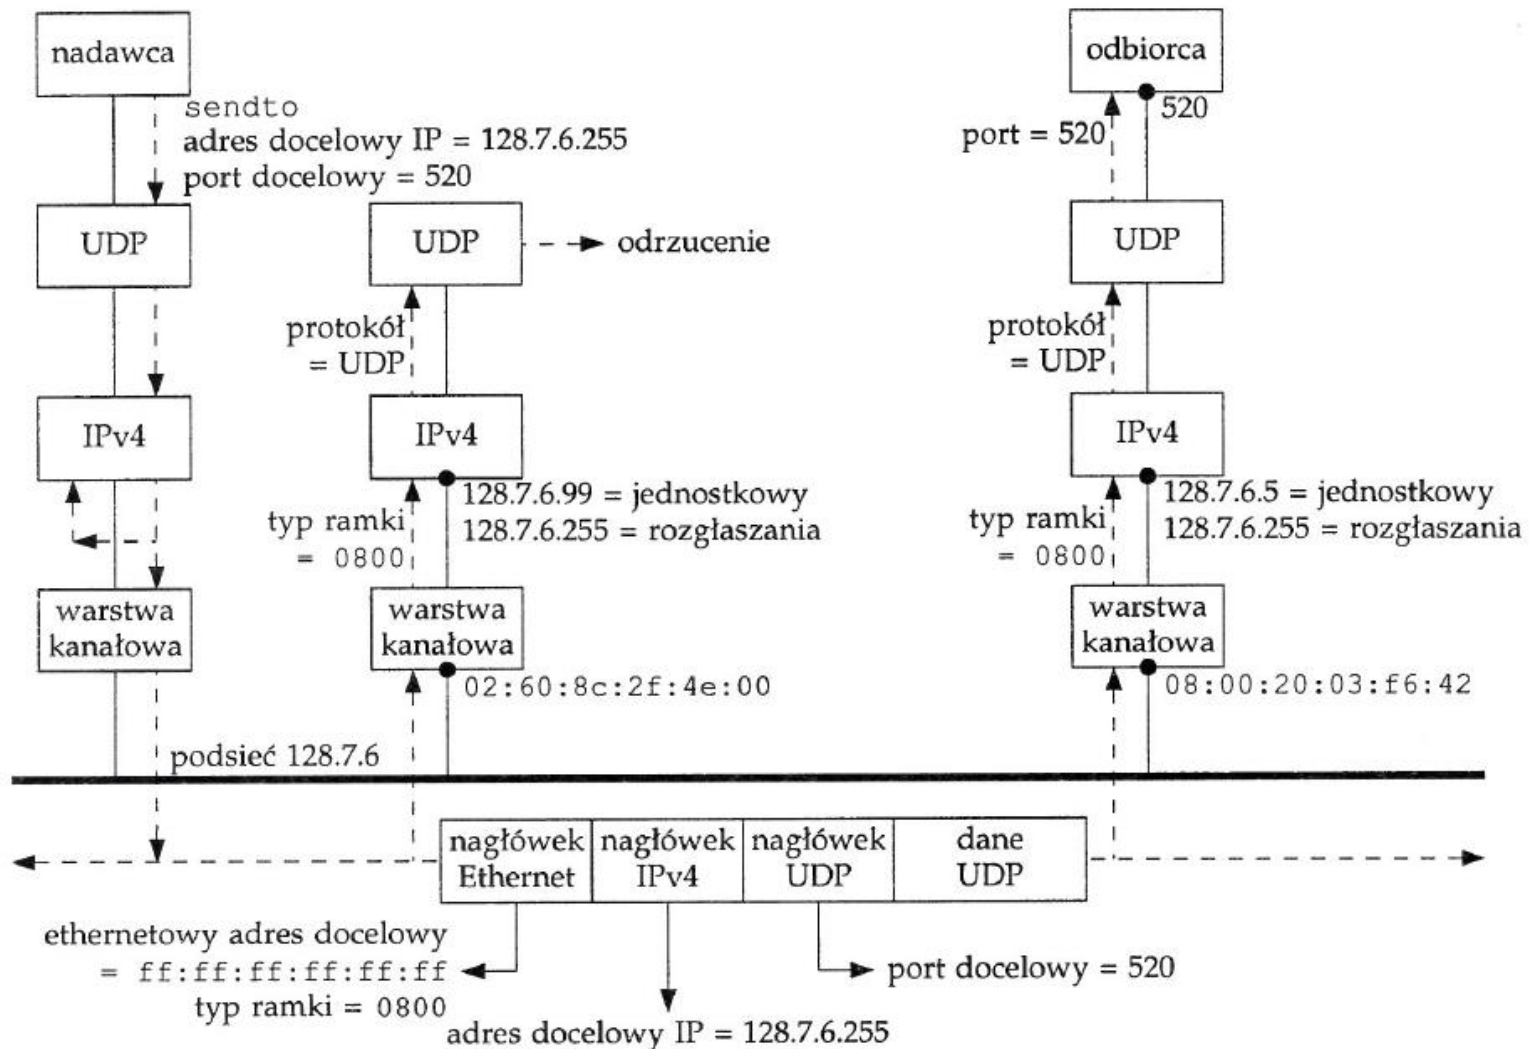 nadawca
sendto
adres docelowy IP = 128.7.6.255
port docelowy = 520
UDP
IPv4
warstwa
kanałowa
podsieć 128.7.6
UDP
odrzucenie
protokół
= UDP
IPv4
128.7.6.99 = jednostkowy
128.7.6.255 = rozgłaszania
typ ramki
= 0800
warstwa
kanałowa
02:60:8c:2f:4e:00
odbiorca
520
port = 520
UDP
protokół
= UDP
IPv4
128.7.6.5 = jednostkowy
128.7.6.255 = rozgłaszania
typ ramki
= 0800
warstwa
kanałowa
08:00:20:03:f6:42
nagłówek
Ethernet
nagłówek
IPv4
nagłówek
UDP
dane
UDP
ethernetowy adres docelowy
= ff:ff:ff:ff:ff:ff
typ ramki = 0800
adres docelowy IP = 128.7.6.255
port docelowy = 520